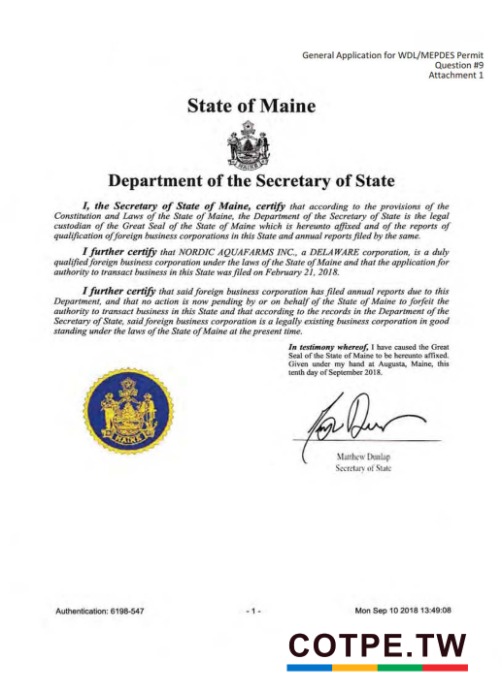 General Application for WDL/MEPDES Permit
Question #9
Attachment 1
State of Maine
MAINE
Department of the Secretary of State
I, the Secretary of State of Maine, certify that according to the provisions of the
Constitution and Laws of the State of Maine, the Department of the Secretary of State is the legal
custodian of the Great Seal of the State of Maine which is hereunto affixed and of the reports of
qualification of foreign business corporations in this State and annual reports filed by the same.
I further certify that NORDIC AQUAFARMS INC., a DELAWARE corporation, is a duly
qualified foreign business corporation under the laws of the State of Maine and that the application for
authority to transact business in this State was filed on February 21, 2018.
I further certify that said foreign business corporation has filed annual reports due to this
Department, and that no action is now pending by or on behalf of the State of Maine to forfeit the
authority to transact business in this State and that according to the records in the Department of the
Secretary of State, said foreign business corporation is a legally existing business corporation in good
standing under the laws of the State of Maine at the present time.
In testimony whereof, I have caused the Great
Seal of the State of Maine to be hereunto affixed.
Given under my hand at Augusta, Maine, this
tenth day of September 2018.
MAINE
Matthew Dunlap
Secretary of State
Authentication: 6198-547
- 1 -
Mon Sep 10 2018 13:49:08
COTPE.TW